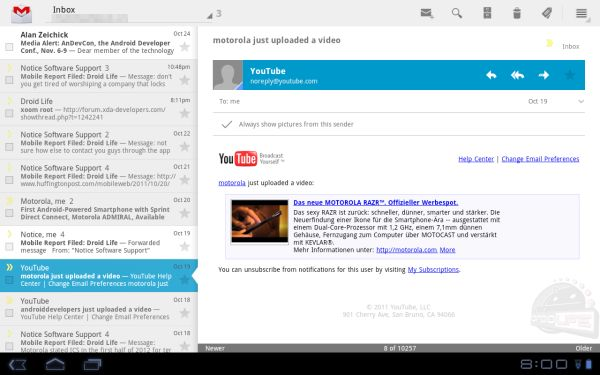 Inbox
3
Alan Zeichick Oct 24
Media Alert: AnDevCon, the Android Developer
Conf., Nov. 6-9 — Dear member of the technology
Notice Software Support 3 10:48pm
Mobile Report Filed: Droid Life — Message: don't
you get tired of worshiping a company that locks
Droid Life 8:11pm
xoom root — http://forum.xda-developers.com/
showthread.php?t=1242241
Notice Software Support 2 Oct 22
Mobile Report Filed: Droid Life — Message: not
sure how else to contact you guys through the app
Notice Software Support 4 Oct 21
Mobile Report Filed: Droid Life — Message: http://
www.huffingtonpost.com/mobileweb/2011/10/20/
Motorola, me 2 Oct 20
First Android-Powered Smartphone with Sprint
Direct Connect, Motorola ADMIRAL, Available
Notice, me 4 Oct 19
Mobile Report Filed: Droid Life — Forwarded
message From: "Notice Software Support"
YouTube Oct 19
motorola just uploaded a video — YouTube Help
Center | Change Email Preferences motorola just
YouTube Oct 18
androiddevelopers just uploaded a video —
YouTube Help Center | Change Email Preferences
Notice Software Support 4 Oct 18
Mobile Report Filed: Droid Life — Message:
Motorola stated ICS in the first half of 2012 for ter
motorola just uploaded a video
Inbox
YouTube
noreply@youtube.com
To: me Oct 19
Always show pictures from this sender
YouTube Broadcast Yourself™
Help Center | Change Email Preferences
motorola just uploaded a video:
Das neue MOTOROLA RAZR™. Offizieller Werbespot.
Das sexy RAZR ist zurück: schneller, dünner, smarter und stärker. Die
Neuerfindung einer Ikone für die Smartphone-Ära -- ausgestattet mit
einem Dual-Core-Prozessor mit 1,2 GHz, einem 7,1mm dünnen
Gehäuse, Fernzugang zum Computer über MOTOCAST und verstärkt
mit KEVLAR®.
Mehr Informationen unter: http://motorola.com More
You can unsubscribe from notifications for this user by visiting My Subscriptions.
© 2011 YouTube, LLC
901 Cherry Ave, San Bruno, CA 94066
Newer 8 of 10257 Older
8:00